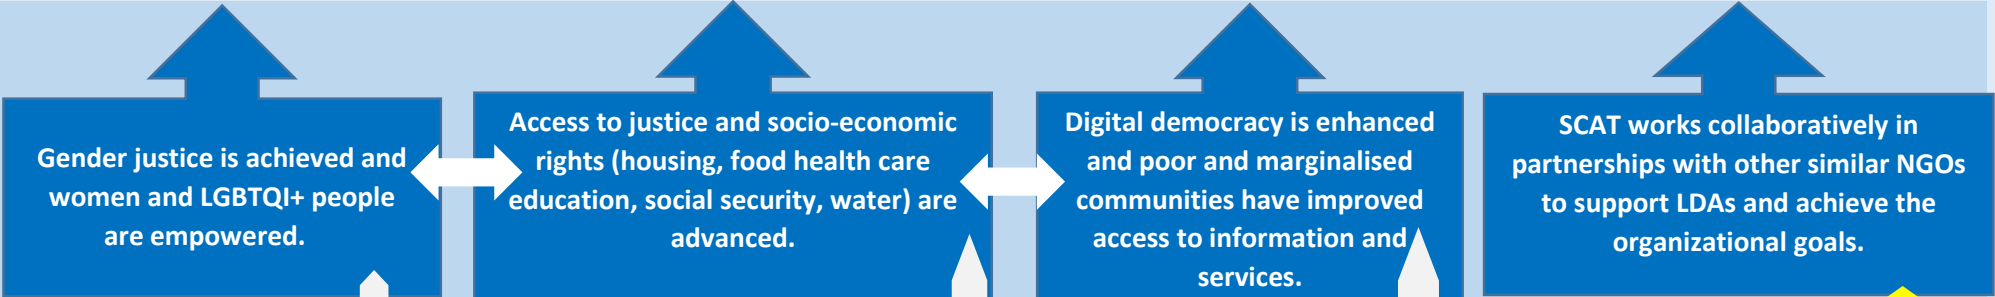 Gender justice is achieved and
women and LGBTQI+ people
are empowered.
Access to justice and socio-economic
rights (housing, food health care
education, social security, water) are
advanced.
Digital democracy is enhanced
and poor and marginalised
communities have improved
access to information and
services.
SCAT works collaboratively in
partnerships with other similar NGOs
to support LDAs and achieve the
organizational goals.